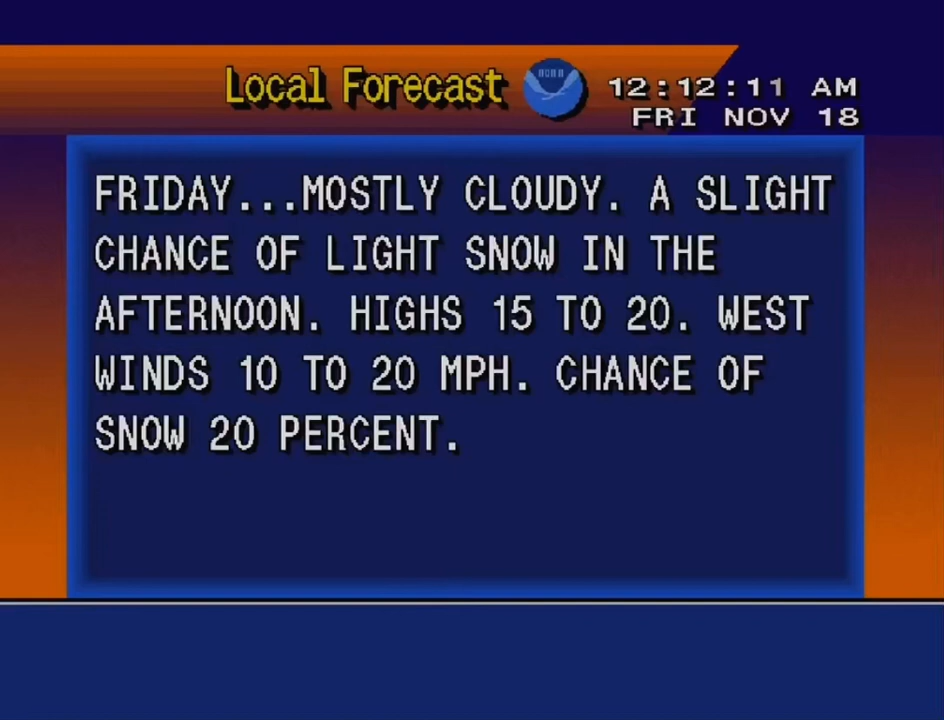 Local Forecast
NOAA
12:12:11 AM
FRI NOV 18
FRIDAY...MOSTLY CLOUDY. A SLIGHT
CHANCE OF LIGHT SNOW IN THE
AFTERNOON. HIGHS 15 TO 20. WEST
WINDS 10 TO 20 MPH. CHANCE OF
SNOW 20 PERCENT.